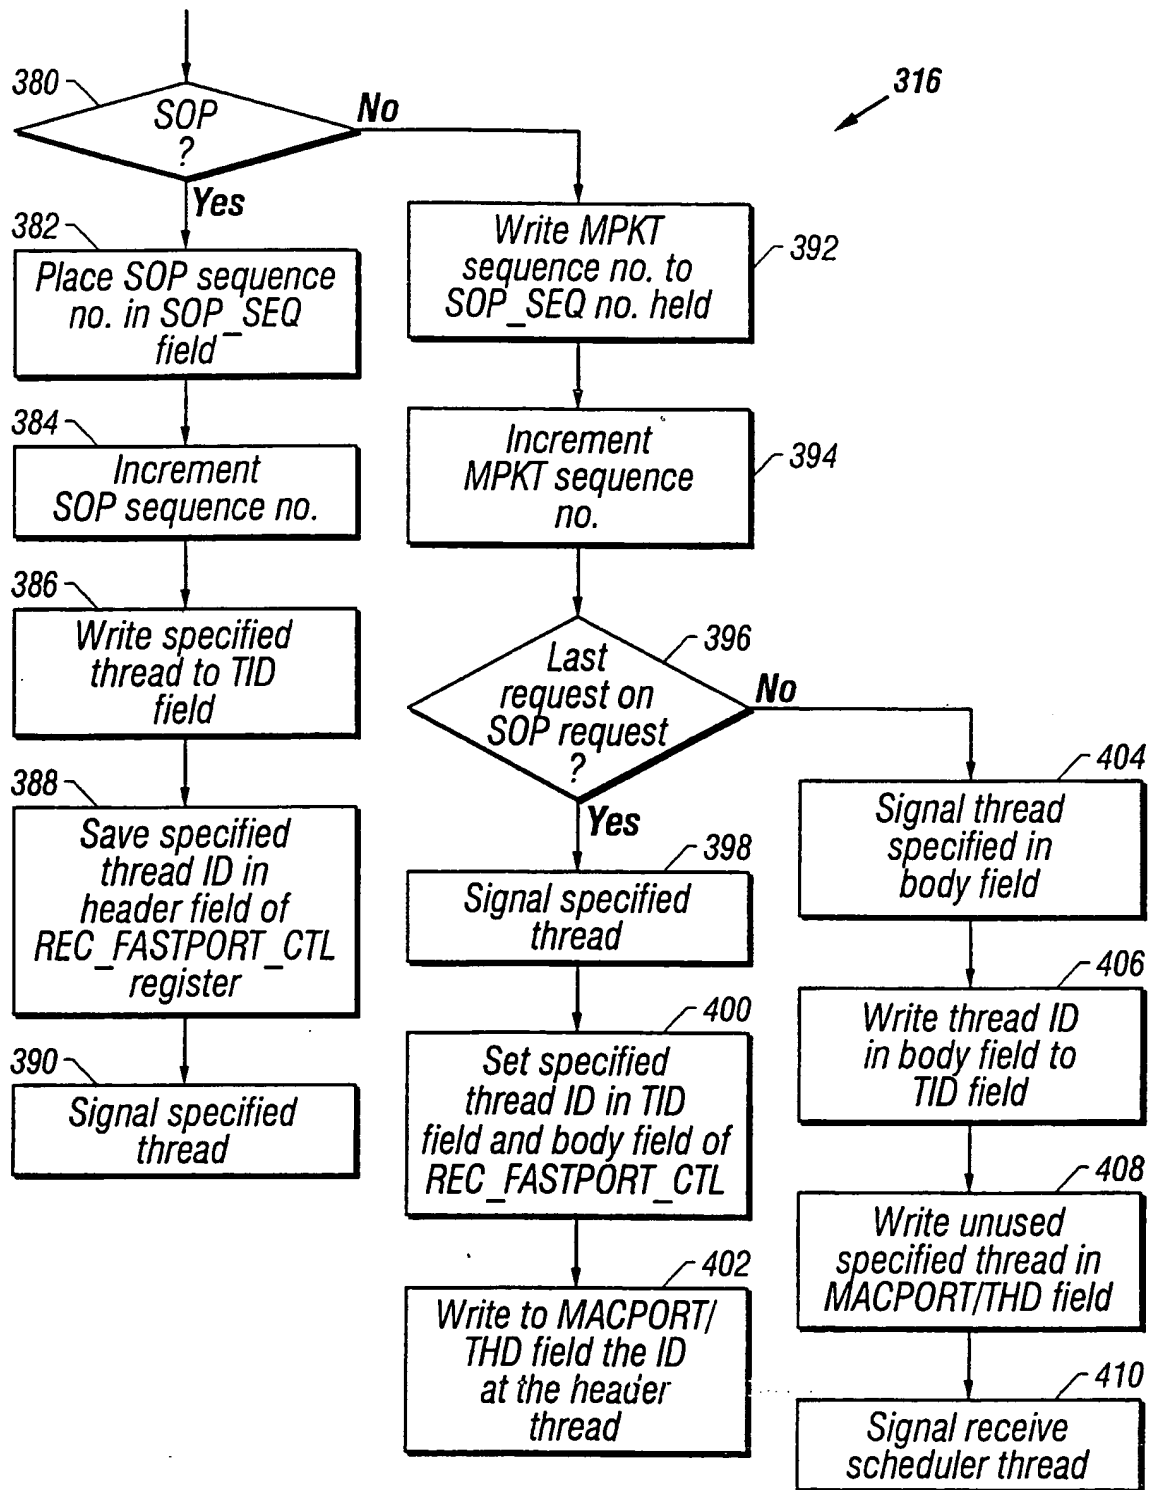 316
380
SOP
?
No
Yes
382
Place SOP sequence
no. in SOP_SEQ
field
384
Increment
SOP sequence no.
386
Write specified
thread to TID
field
388
Save specified
thread ID in
header field of
REC_FASTPORT_CTL
register
390
Signal specified
thread
Write MPKT
sequence no. to
SOP_SEQ no. held
392
Increment
MPKT sequence
no.
394
396
Last
request on
SOP request
?
No
Yes
398
Signal specified
thread
400
Set specified
thread ID in TID
field and body field of
REC_FASTPORT_CTL
402
Write to MACPORT/
THD field the ID
at the header
thread
404
Signal thread
specified in
body field
406
Write thread ID
in body field to
TID field
408
Write unused
specified thread in
MACPORT/THD field
410
Signal receive
scheduler thread